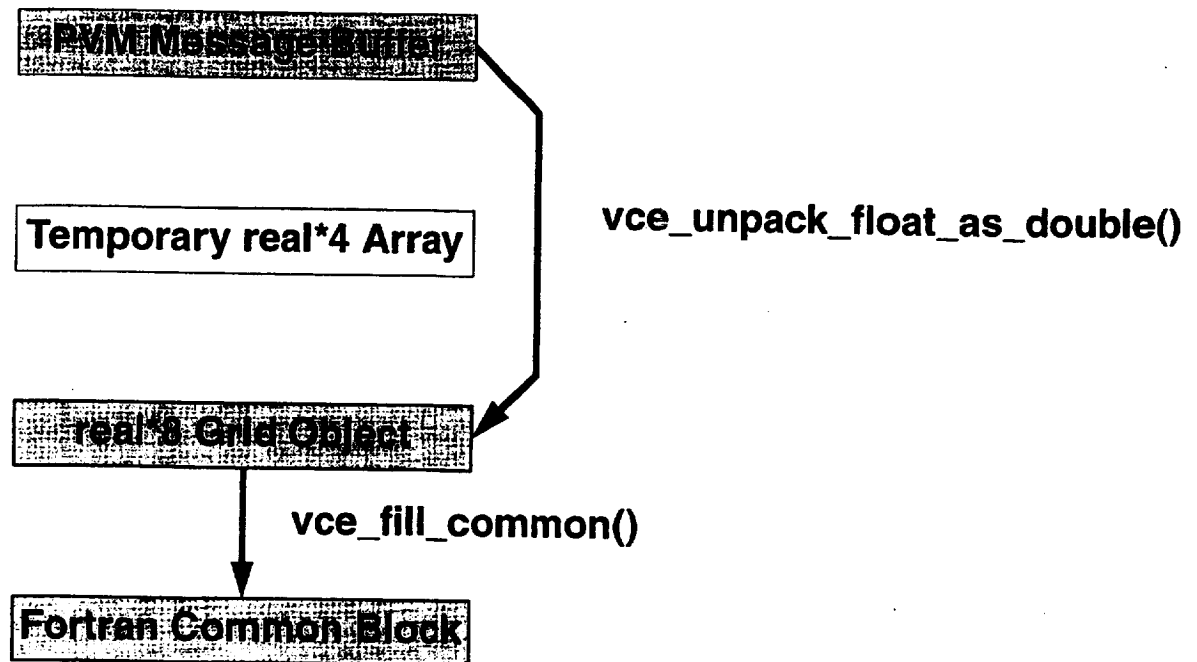 PVM Message Buffer
Temporary real*4 Array
vce_unpack_float_as_double()
real*8 Grid Object
vce_fill_common()
Fortran Common Block